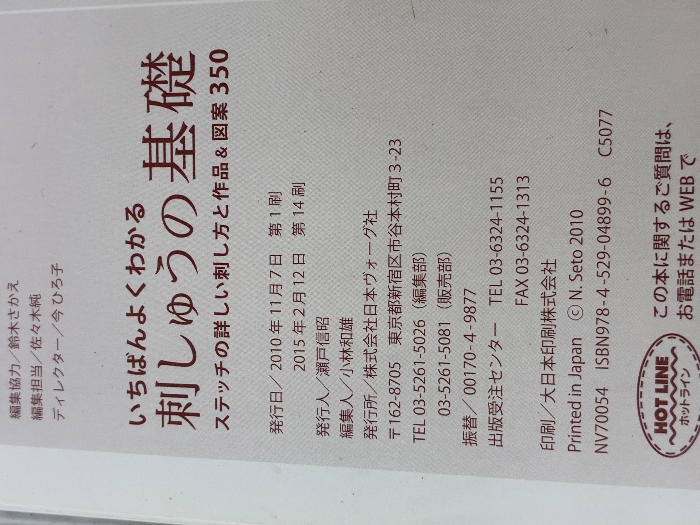 編集協力／鈴木さかえ
編集担当／佐々木純
ディレクター／今 ひろ子
いちばんよくわかる
刺しゅうの基礎
ステッチの詳しい刺し方と作品＆図案350
発行日／2010年11月7日　第1刷
2015年2月12日　第14刷
発行人／瀬戸信昭
編集人／小林和雄
発行所／株式会社日本ヴォーグ社
〒162-8705　東京都新宿区市谷本村町3-23
TEL 03-5261-5026（編集部）
03-5261-5081（販売部）
振替／00170-4-9877
出版受注センター　TEL 03-6324-1155
FAX 03-6324-1313
印刷／大日本印刷株式会社
Printed in Japan　© N. Seto 2010
NV70054　ISBN978-4-529-04899-6　C5077
HOT LINE
ホットライン
この本に関するご質問は、
お電話またはWEBで